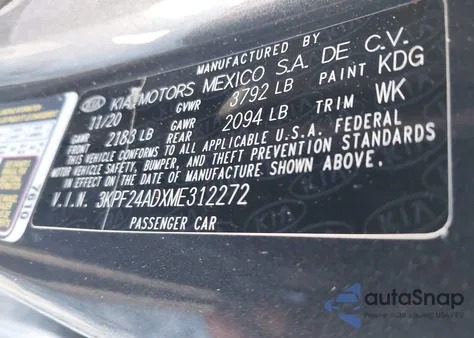 MANUFACTURED BY
KIA KIA MOTORS MEXICO S.A. DE C.V.
11/20 GVWR 3792 LB PAINT KDG
GAWR FRONT 2183 LB GAWR REAR 2094 LB TRIM WK
THIS VEHICLE CONFORMS TO ALL APPLICABLE U.S.A. FEDERAL
MOTOR VEHICLE SAFETY, BUMPER, AND THEFT PREVENTION STANDARDS
IN EFFECT ON THE DATE OF MANUFACTURE SHOWN ABOVE.
V.I.N. 3KPF24ADXME312272
PASSENGER CAR
autoSnap